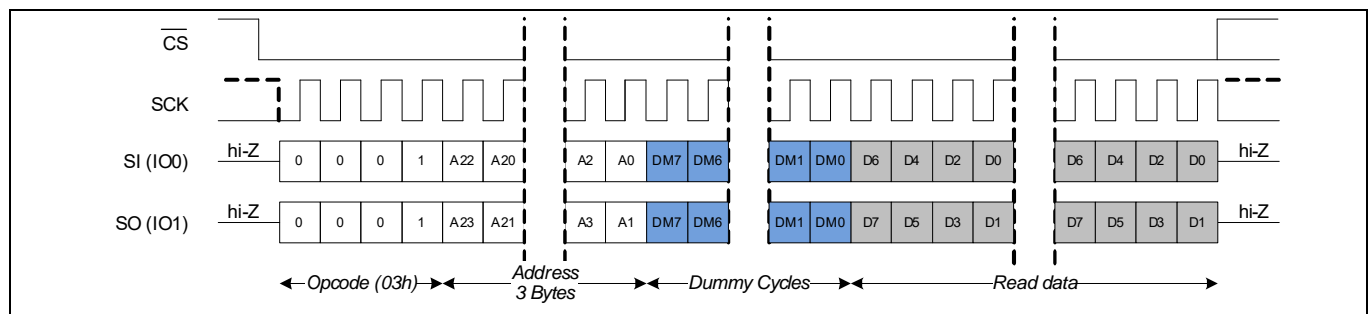 CS
SCK
SI (IO0) hi-Z 0 0 0 1 A22 A20 A2 A0 DM7 DM6 DM1 DM0 D6 D4 D2 D0 D6 D4 D2 D0 hi-Z
SO (IO1) hi-Z 0 0 0 1 A23 A21 A3 A1 DM7 DM6 DM1 DM0 D7 D5 D3 D1 D7 D5 D3 D1 hi-Z
Opcode (03h) Address Dummy Cycles Read data
3 Bytes